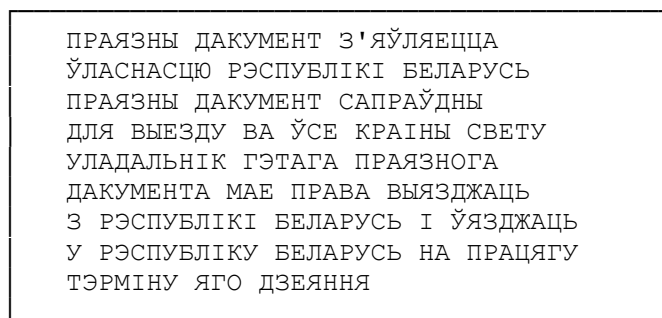 ПРАЯЗНЫ ДАКУМЕНТ З'ЯЎЛЯЕЦЦА
ЎЛАСНАСЦЮ РЭСПУБЛІКІ БЕЛАРУСЬ
ПРАЯЗНЫ ДАКУМЕНТ САПРАЎДНЫ
ДЛЯ ВЫЕЗДУ ВА ЎСЕ КРАІНЫ СВЕТУ
УЛАДАЛЬНІК ГЭТАГА ПРАЯЗНОГА
ДАКУМЕНТА МАЕ ПРАВА ВЫЯЗДЖАЦЬ
З РЭСПУБЛІКІ БЕЛАРУСЬ І ЎЯЗДЖАЦЬ
У РЭСПУБЛІКУ БЕЛАРУСЬ НА ПРАЦЯГУ
ТЭРМІНУ ЯГО ДЗЕЯННЯ